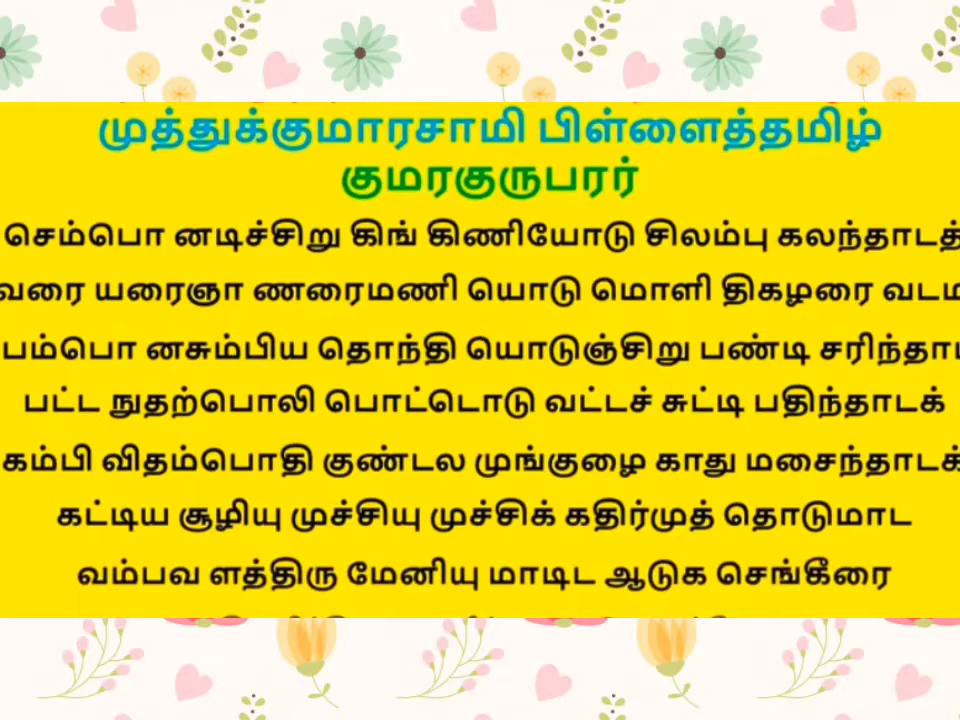 முத்துக்குமாரசாமி பிள்ளைத்தமிழ்
குமரகுருபரர்
செம்பொ னடிச்சிறு கிங் கிணியோடு சிலம்பு கலந்தாடத்
வரை யரைஞா ணரைமணி யொடு மொளி திகழரை வடம
பம்பொ னசும்பிய தொந்தி யொடுஞ்சிறு பண்டி சரிந்தாட
பட்ட நுதற்பொலி பொட்டொடு வட்டச் சுட்டி பதிந்தாடக்
கம்பி விதம்பொதி குண்டல முங்குழை காது மசைந்தாடக்
கட்டிய சூழியு முச்சியு முச்சிக் கதிர்முத் தொடுமாட
வம்பவ ளத்திரு மேனியு மாடிட ஆடுக செங்கீரை